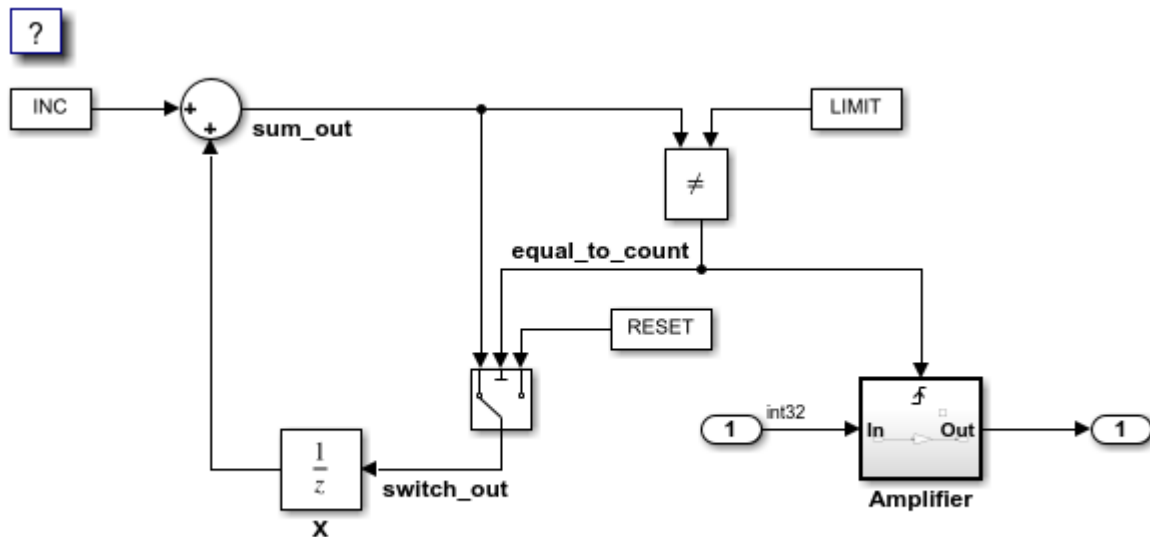 ?
INC
+
+
sum_out
LIMIT
≠
equal_to_count
RESET
1
z
X
switch_out
1
int32
In
Out
1
Amplifier